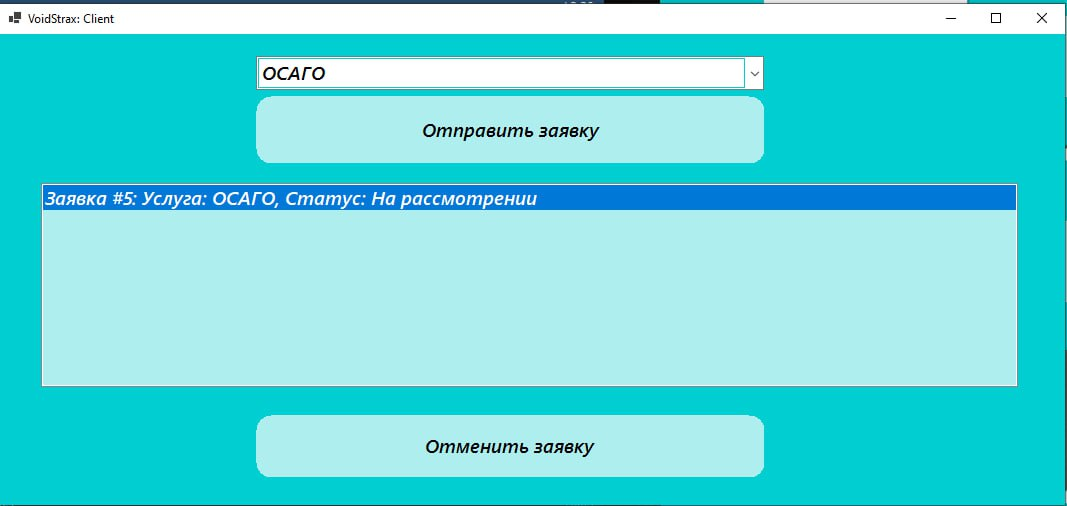 VoidStrax: Client
ОСАГО
Отправить заявку
Заявка #5: Услуга: ОСАГО, Статус: На рассмотрении
Отменить заявку